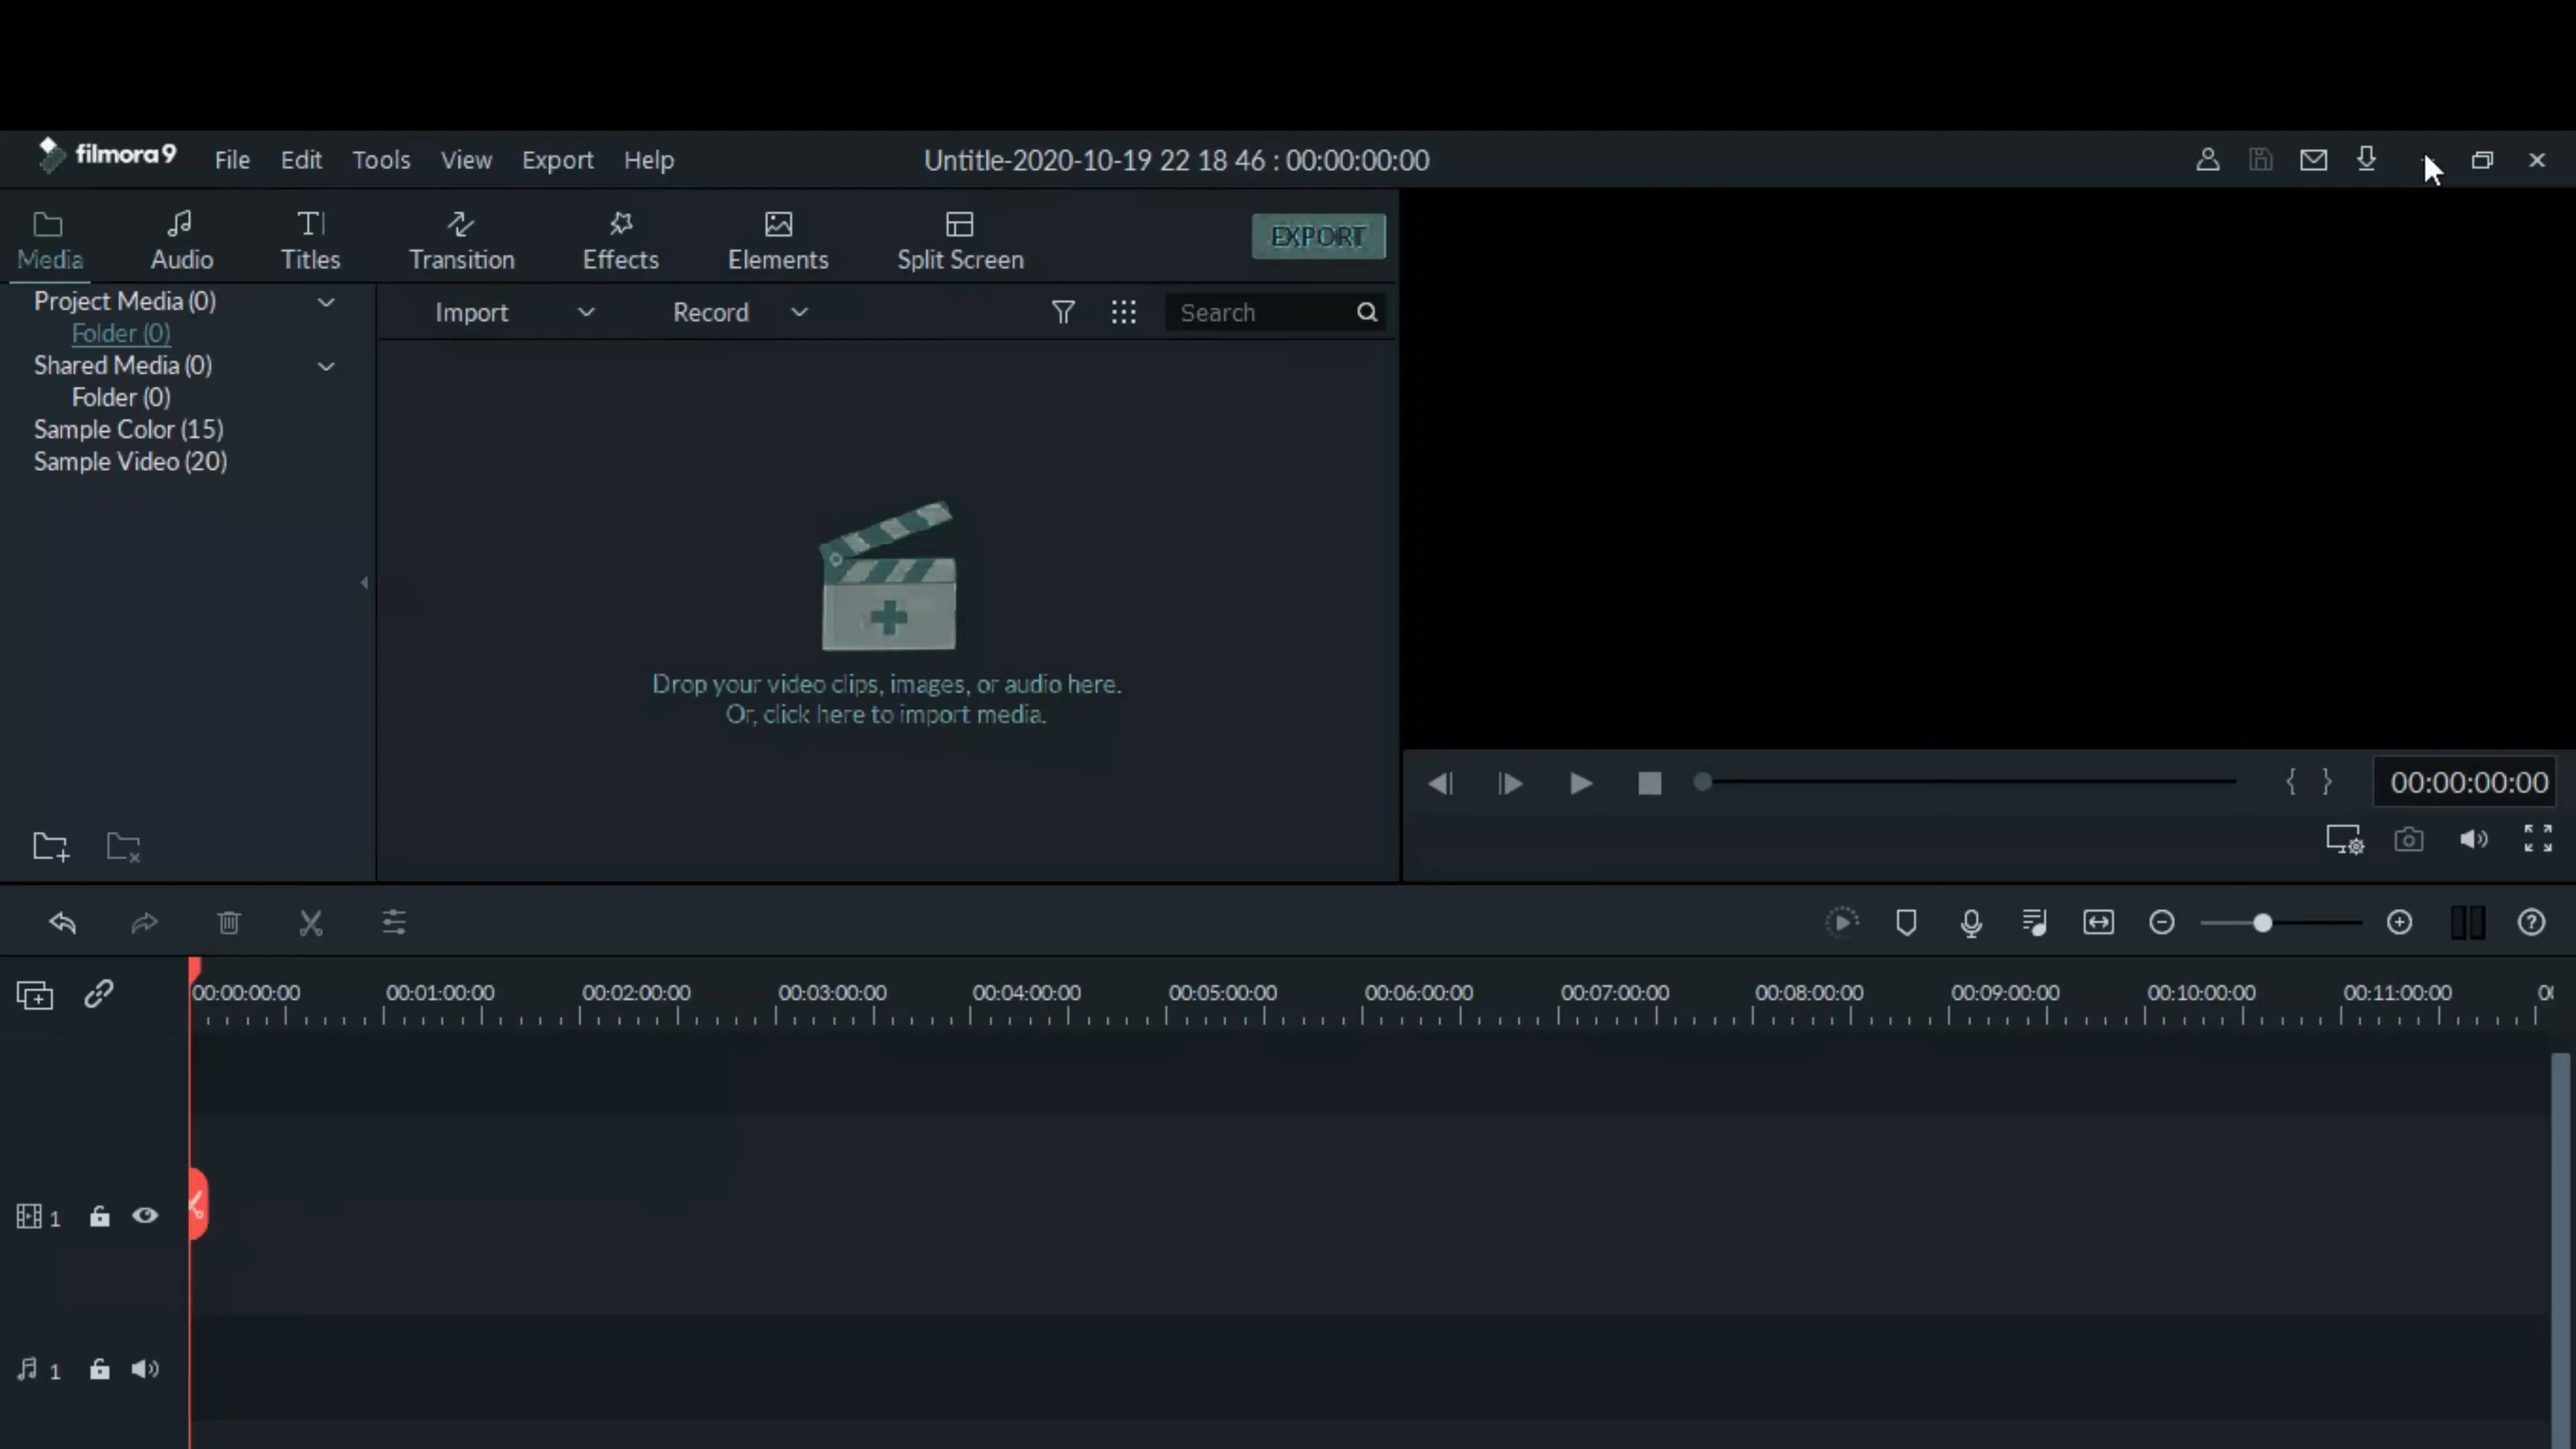 filmora9 File Edit Tools View Export Help Untitle-2020-10-19 22 18 46 : 00:00:00:00
Media Audio Titles Transition Effects Elements Split Screen EXPORT
Project Media (0)
Folder (0)
Shared Media (0)
Folder (0)
Sample Color (15)
Sample Video (20)
Import Record Search
Drop your video clips, images, or audio here.
Or, click here to import media.
{ } 00:00:00:00
00:00:00:00 00:01:00:00 00:02:00:00 00:03:00:00 00:04:00:00 00:05:00:00 00:06:00:00 00:07:00:00 00:08:00:00 00:09:00:00 00:10:00:00 00:11:00:00
1
1